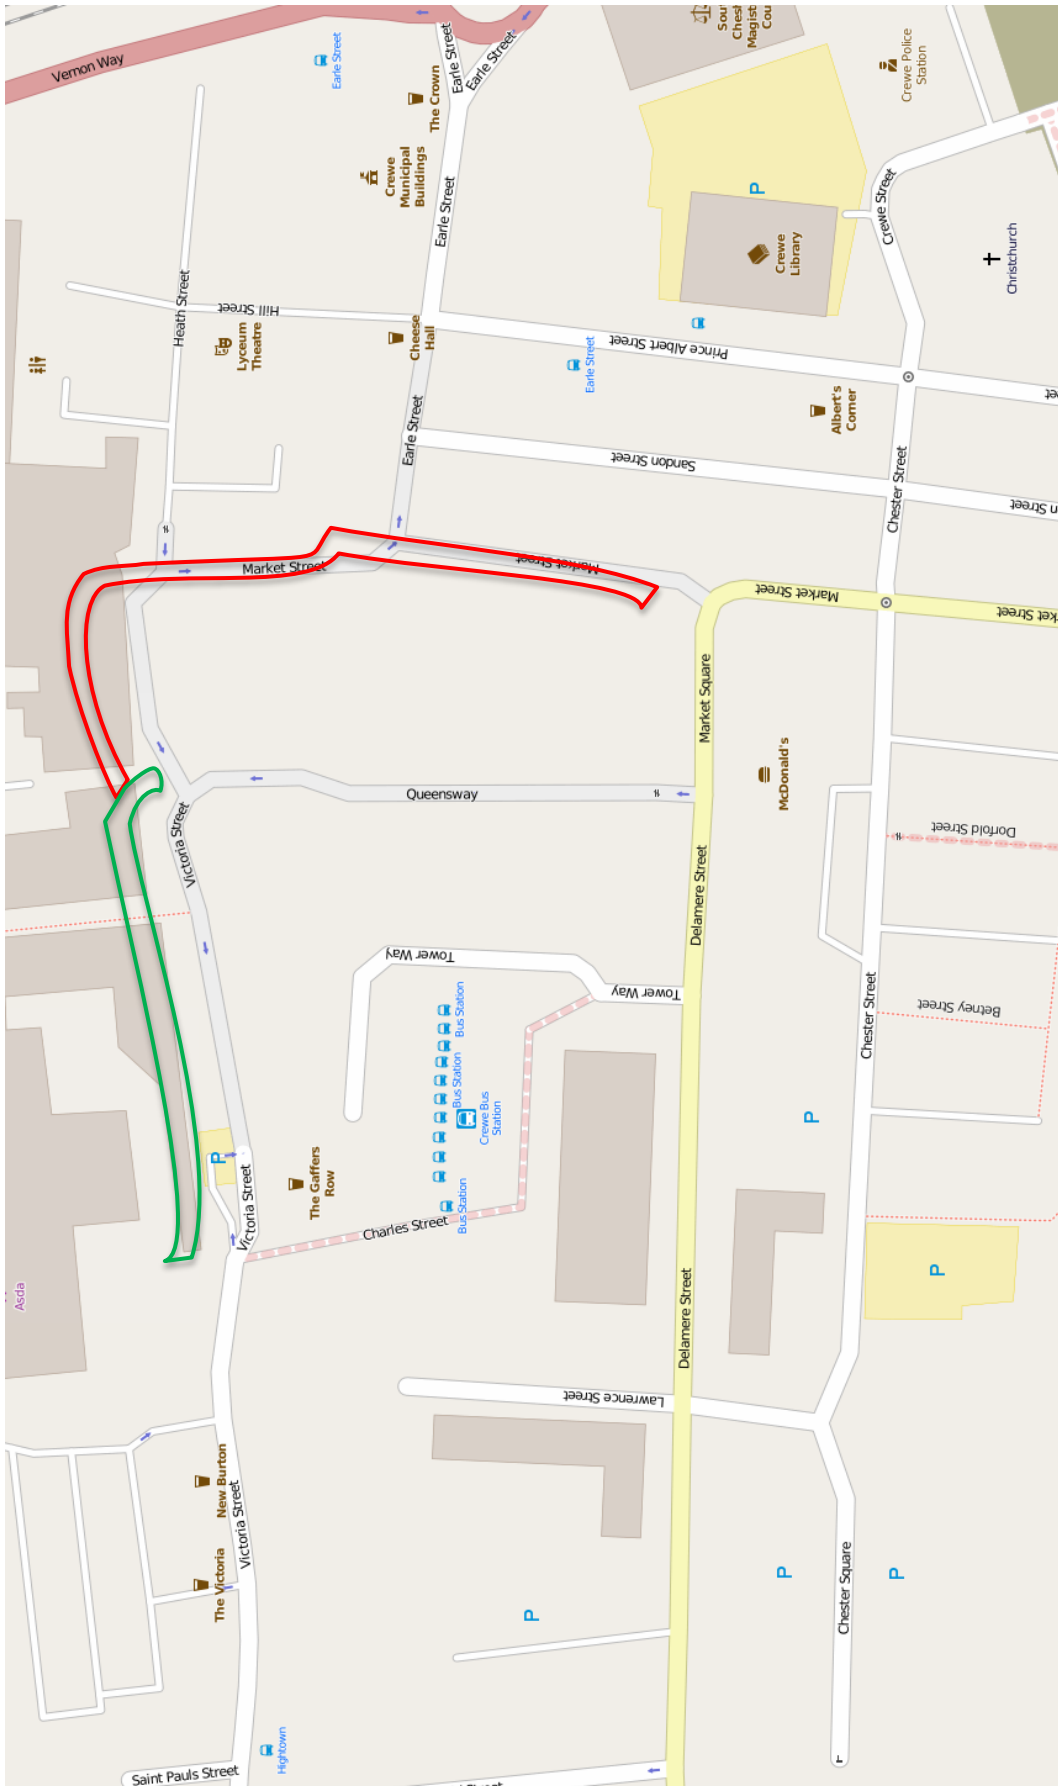 Vernon Way
Earle Street
Earle Street
Earle Street
The Crown
Crewe
Municipal
Buildings
Earle Street
Crewe Police
Station
Crewe Street
P
Crewe
Library
Christchurch
Heath Street
Hill Street
Lyceum
Theatre
Cheese
Hall
Prince Albert Street
Earle Street
Albert's
Corner
Earle Street
Sandon Street
Chester Street
Market Street
Market Street
Market Street
Market Square
McDonald's
Queensway
Victoria Street
Delamere Street
Dorfold Street
Tower Way
Tower Way
Bus Station
Bus Station
Crewe Bus
Station
Bus Station
Chester Street
Betney Street
P
P
Victoria Street
The Gaffers
Row
Charles Street
Asda
P
Delamere Street
Lawrence Street
New Burton
Victoria Street
The Victoria
P
P
P
Chester Square
Hightown
Saint Pauls Street